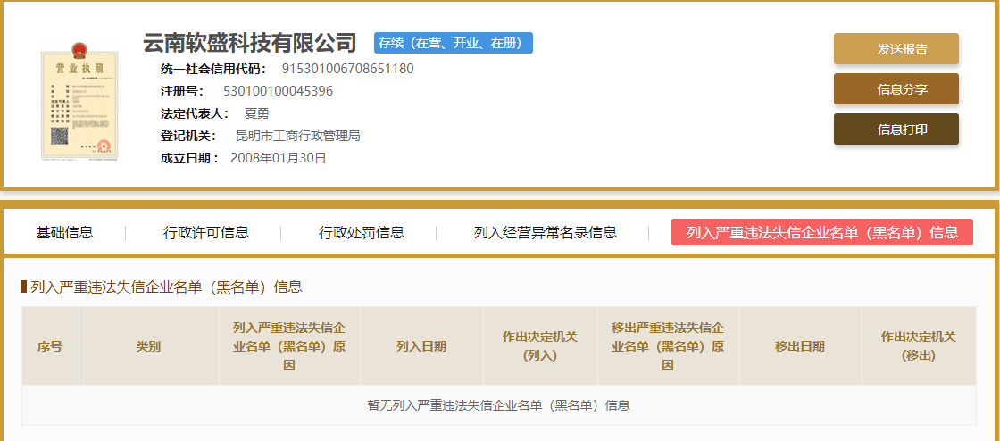 云南软盛科技有限公司 存续（在营、开业、在册）
统一社会信用代码： 915301006708651180
注册号： 530100100045396
法定代表人： 夏勇
登记机关： 昆明市工商行政管理局
成立日期： 2008年01月30日
营业执照
发送报告
信息分享
信息打印
基础信息 行政许可信息 行政处罚信息 列入经营异常名录信息 列入严重违法失信企业名单（黑名单）信息
列入严重违法失信企业名单（黑名单）信息
序号
类别
列入严重违法失信企
业名单（黑名单）原
因
列入日期
作出决定机关
(列入)
移出严重违法失信企
业名单（黑名单）原
因
移出日期
作出决定机关
(移出)
暂无列入严重违法失信企业名单（黑名单）信息